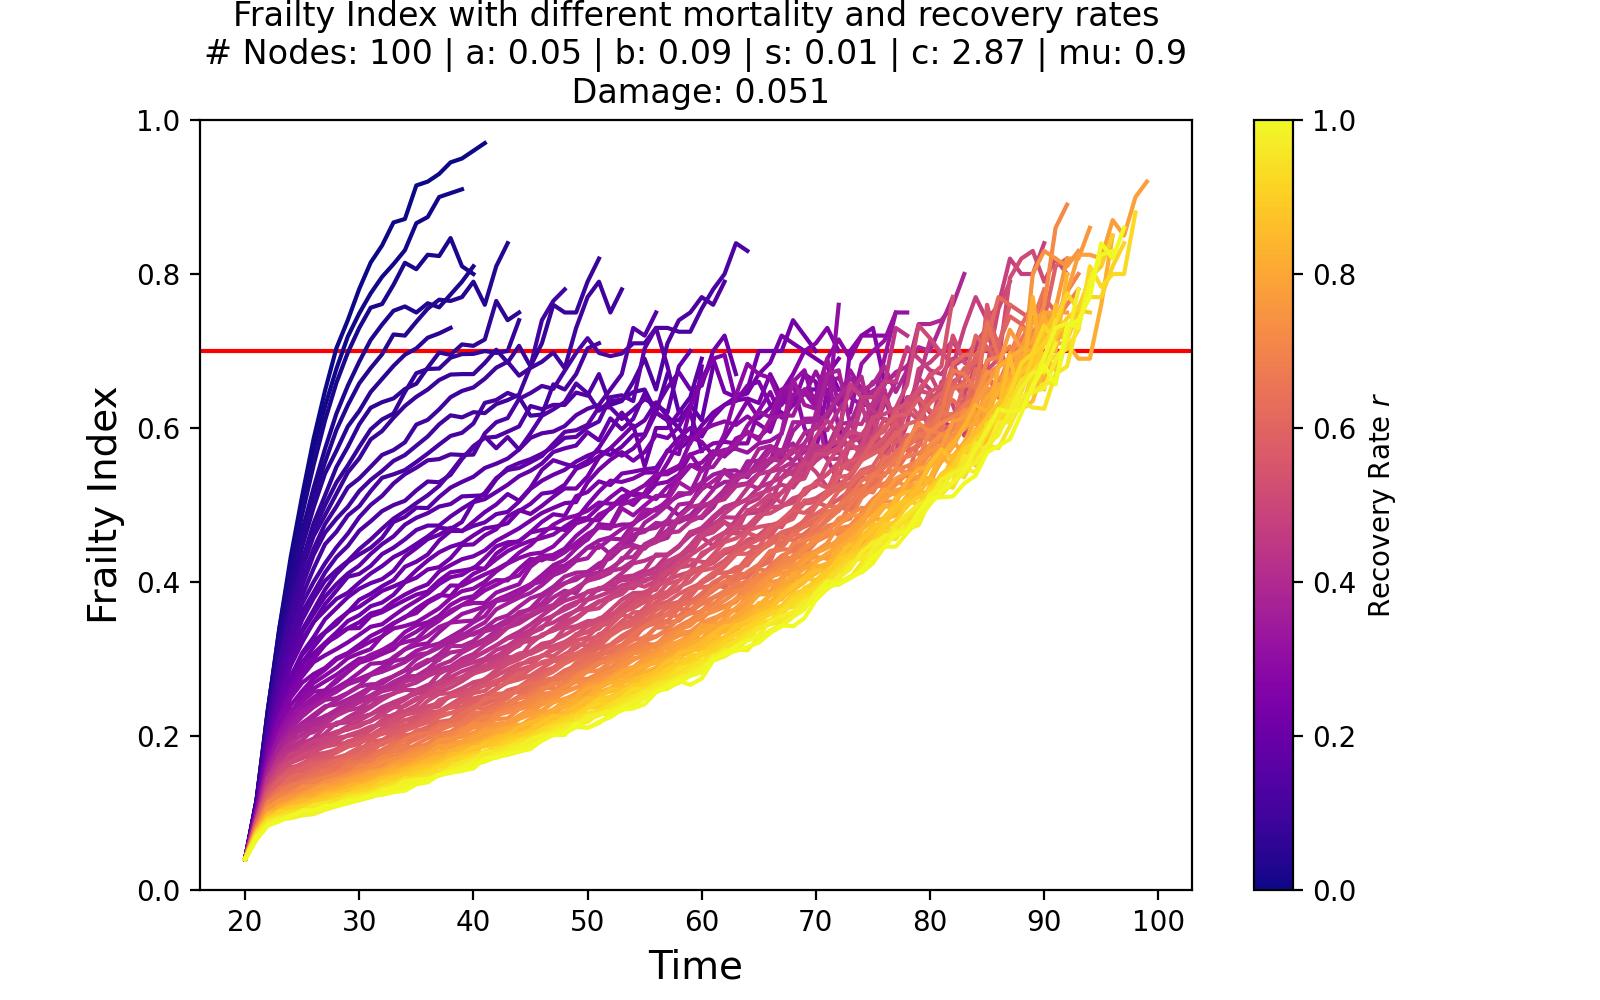 Frailty Index with different mortality and recovery rates
# Nodes: 100 | a: 0.05 | b: 0.09 | s: 0.01 | c: 2.87 | mu: 0.9
Damage: 0.051
1.0
0.8
0.6
0.4
0.2
0.0
Frailty Index
20 30 40 50 60 70 80 90 100
Time
1.0
0.8
0.6
0.4
0.2
0.0
Recovery Rate r